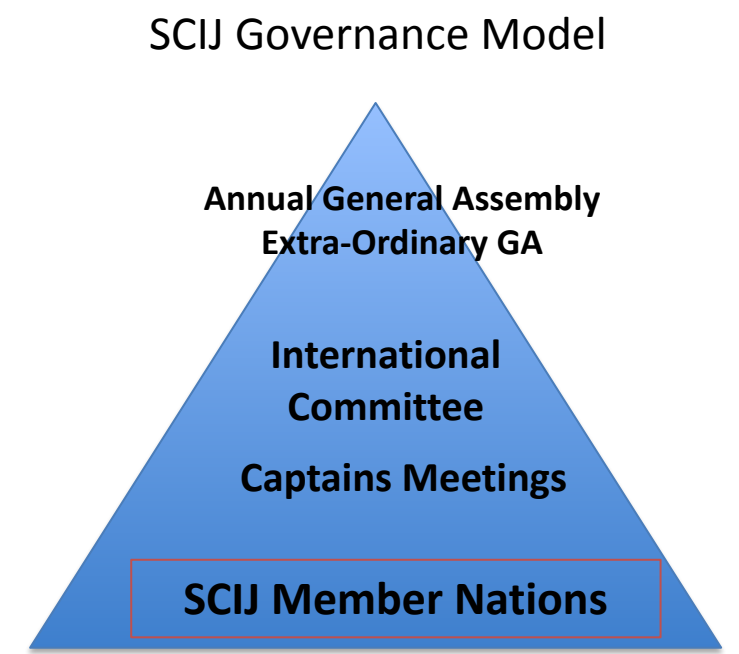 SCIJ Governance Model
Annual General Assembly
Extra-Ordinary GA
International
Committee
Captains Meetings
SCIJ Member Nations